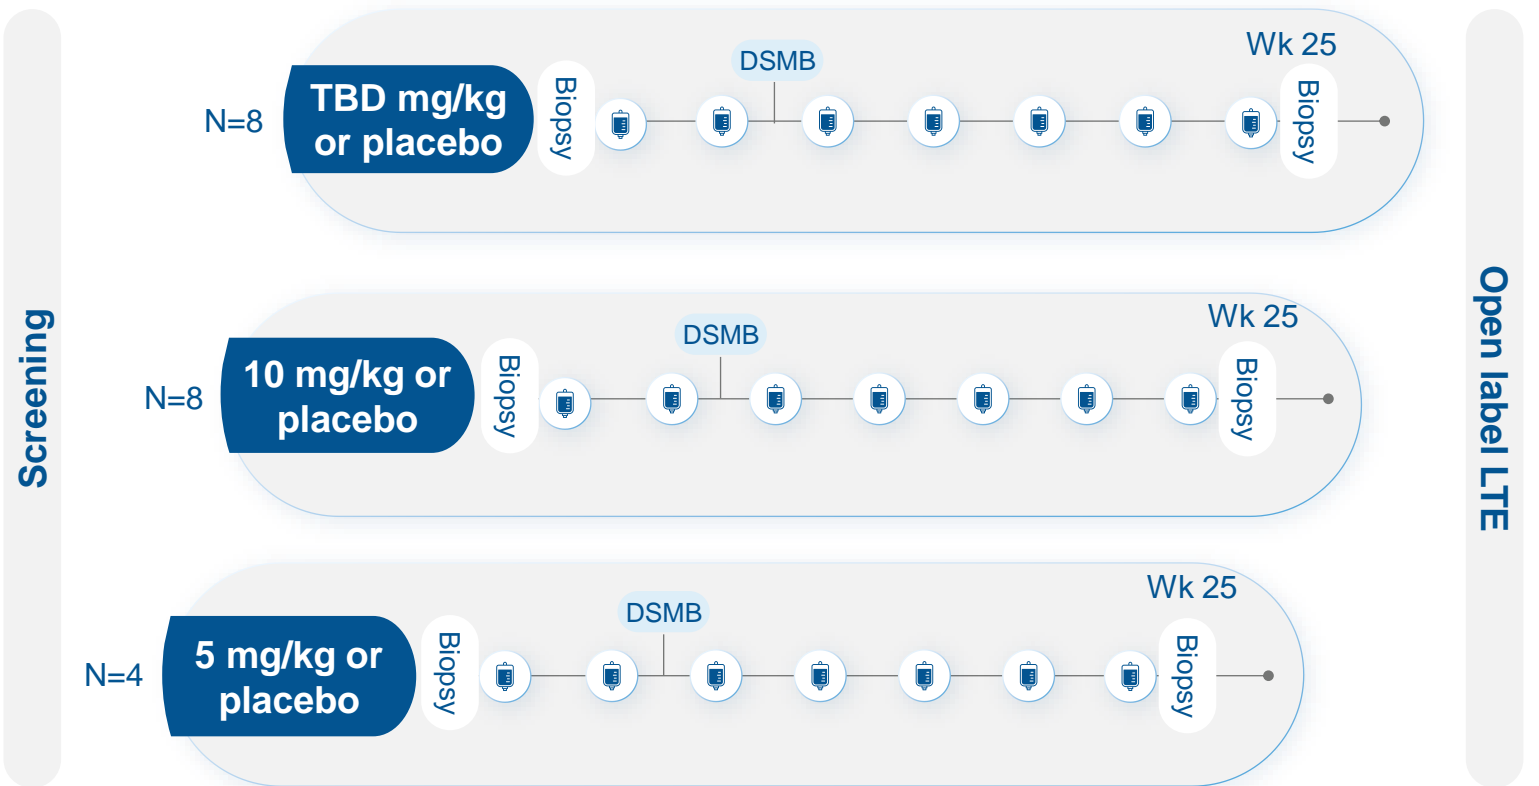 Screening
N=8
TBD mg/kg
or placebo
Biopsy
DSMB
Wk 25
Biopsy
N=8
10 mg/kg or
placebo
Biopsy
DSMB
Wk 25
Biopsy
N=4
5 mg/kg or
placebo
Biopsy
DSMB
Wk 25
Biopsy
Open label LTE